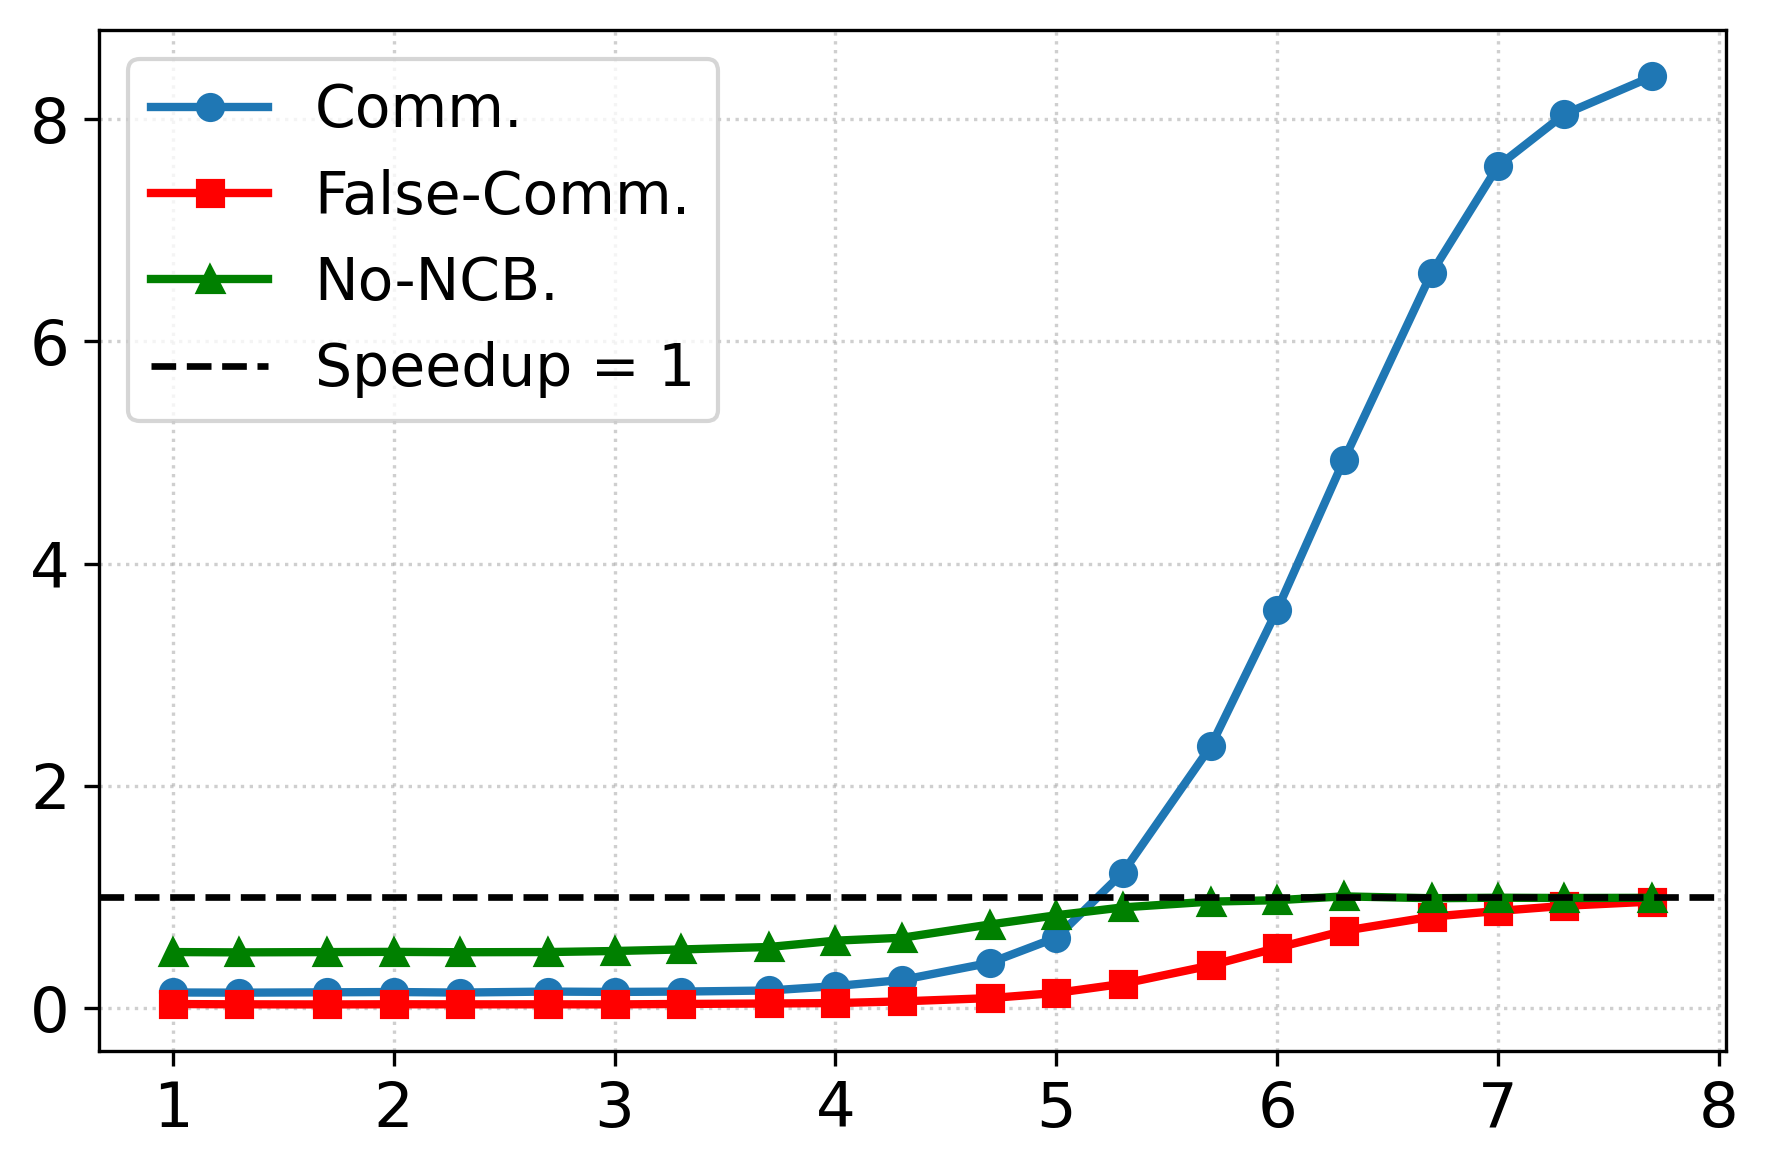 Comm.
False-Comm.
No-NCB.
Speedup = 1
8
6
4
2
0
1 2 3 4 5 6 7 8